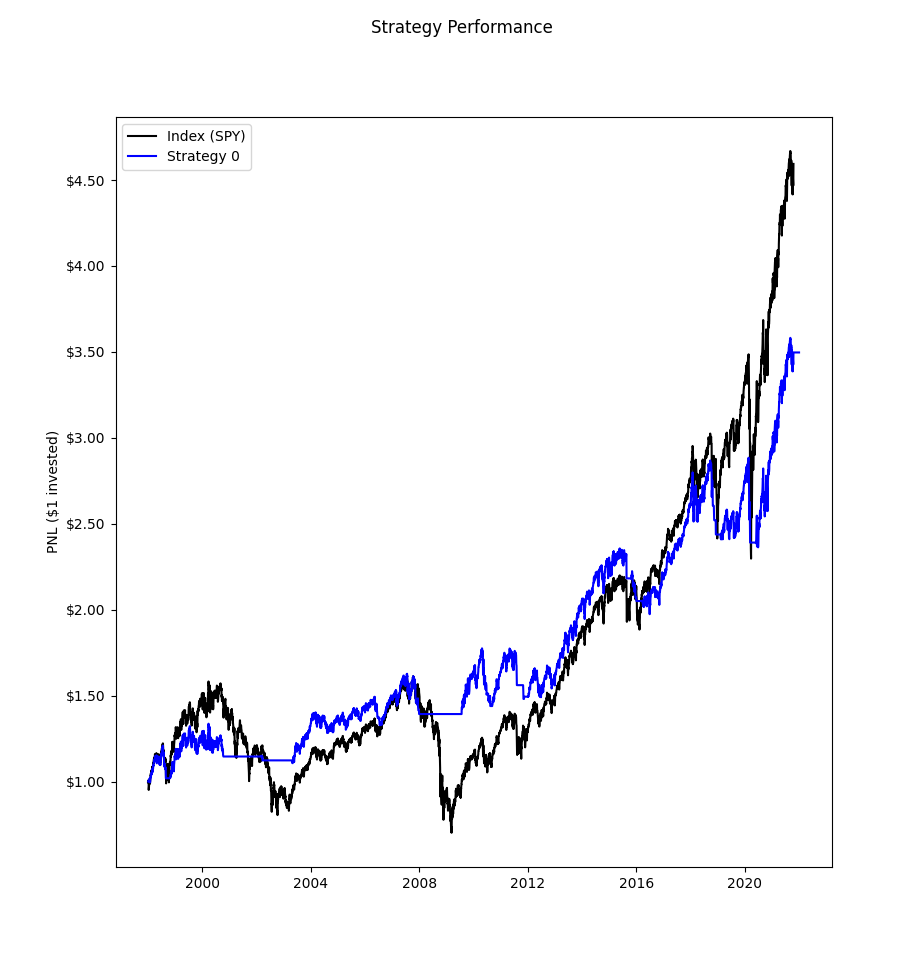 Strategy Performance
Index (SPY)
Strategy 0
$4.50
$4.00
$3.50
$3.00
$2.50
$2.00
$1.50
$1.00
PNL ($1 invested)
2000 2004 2008 2012 2016 2020